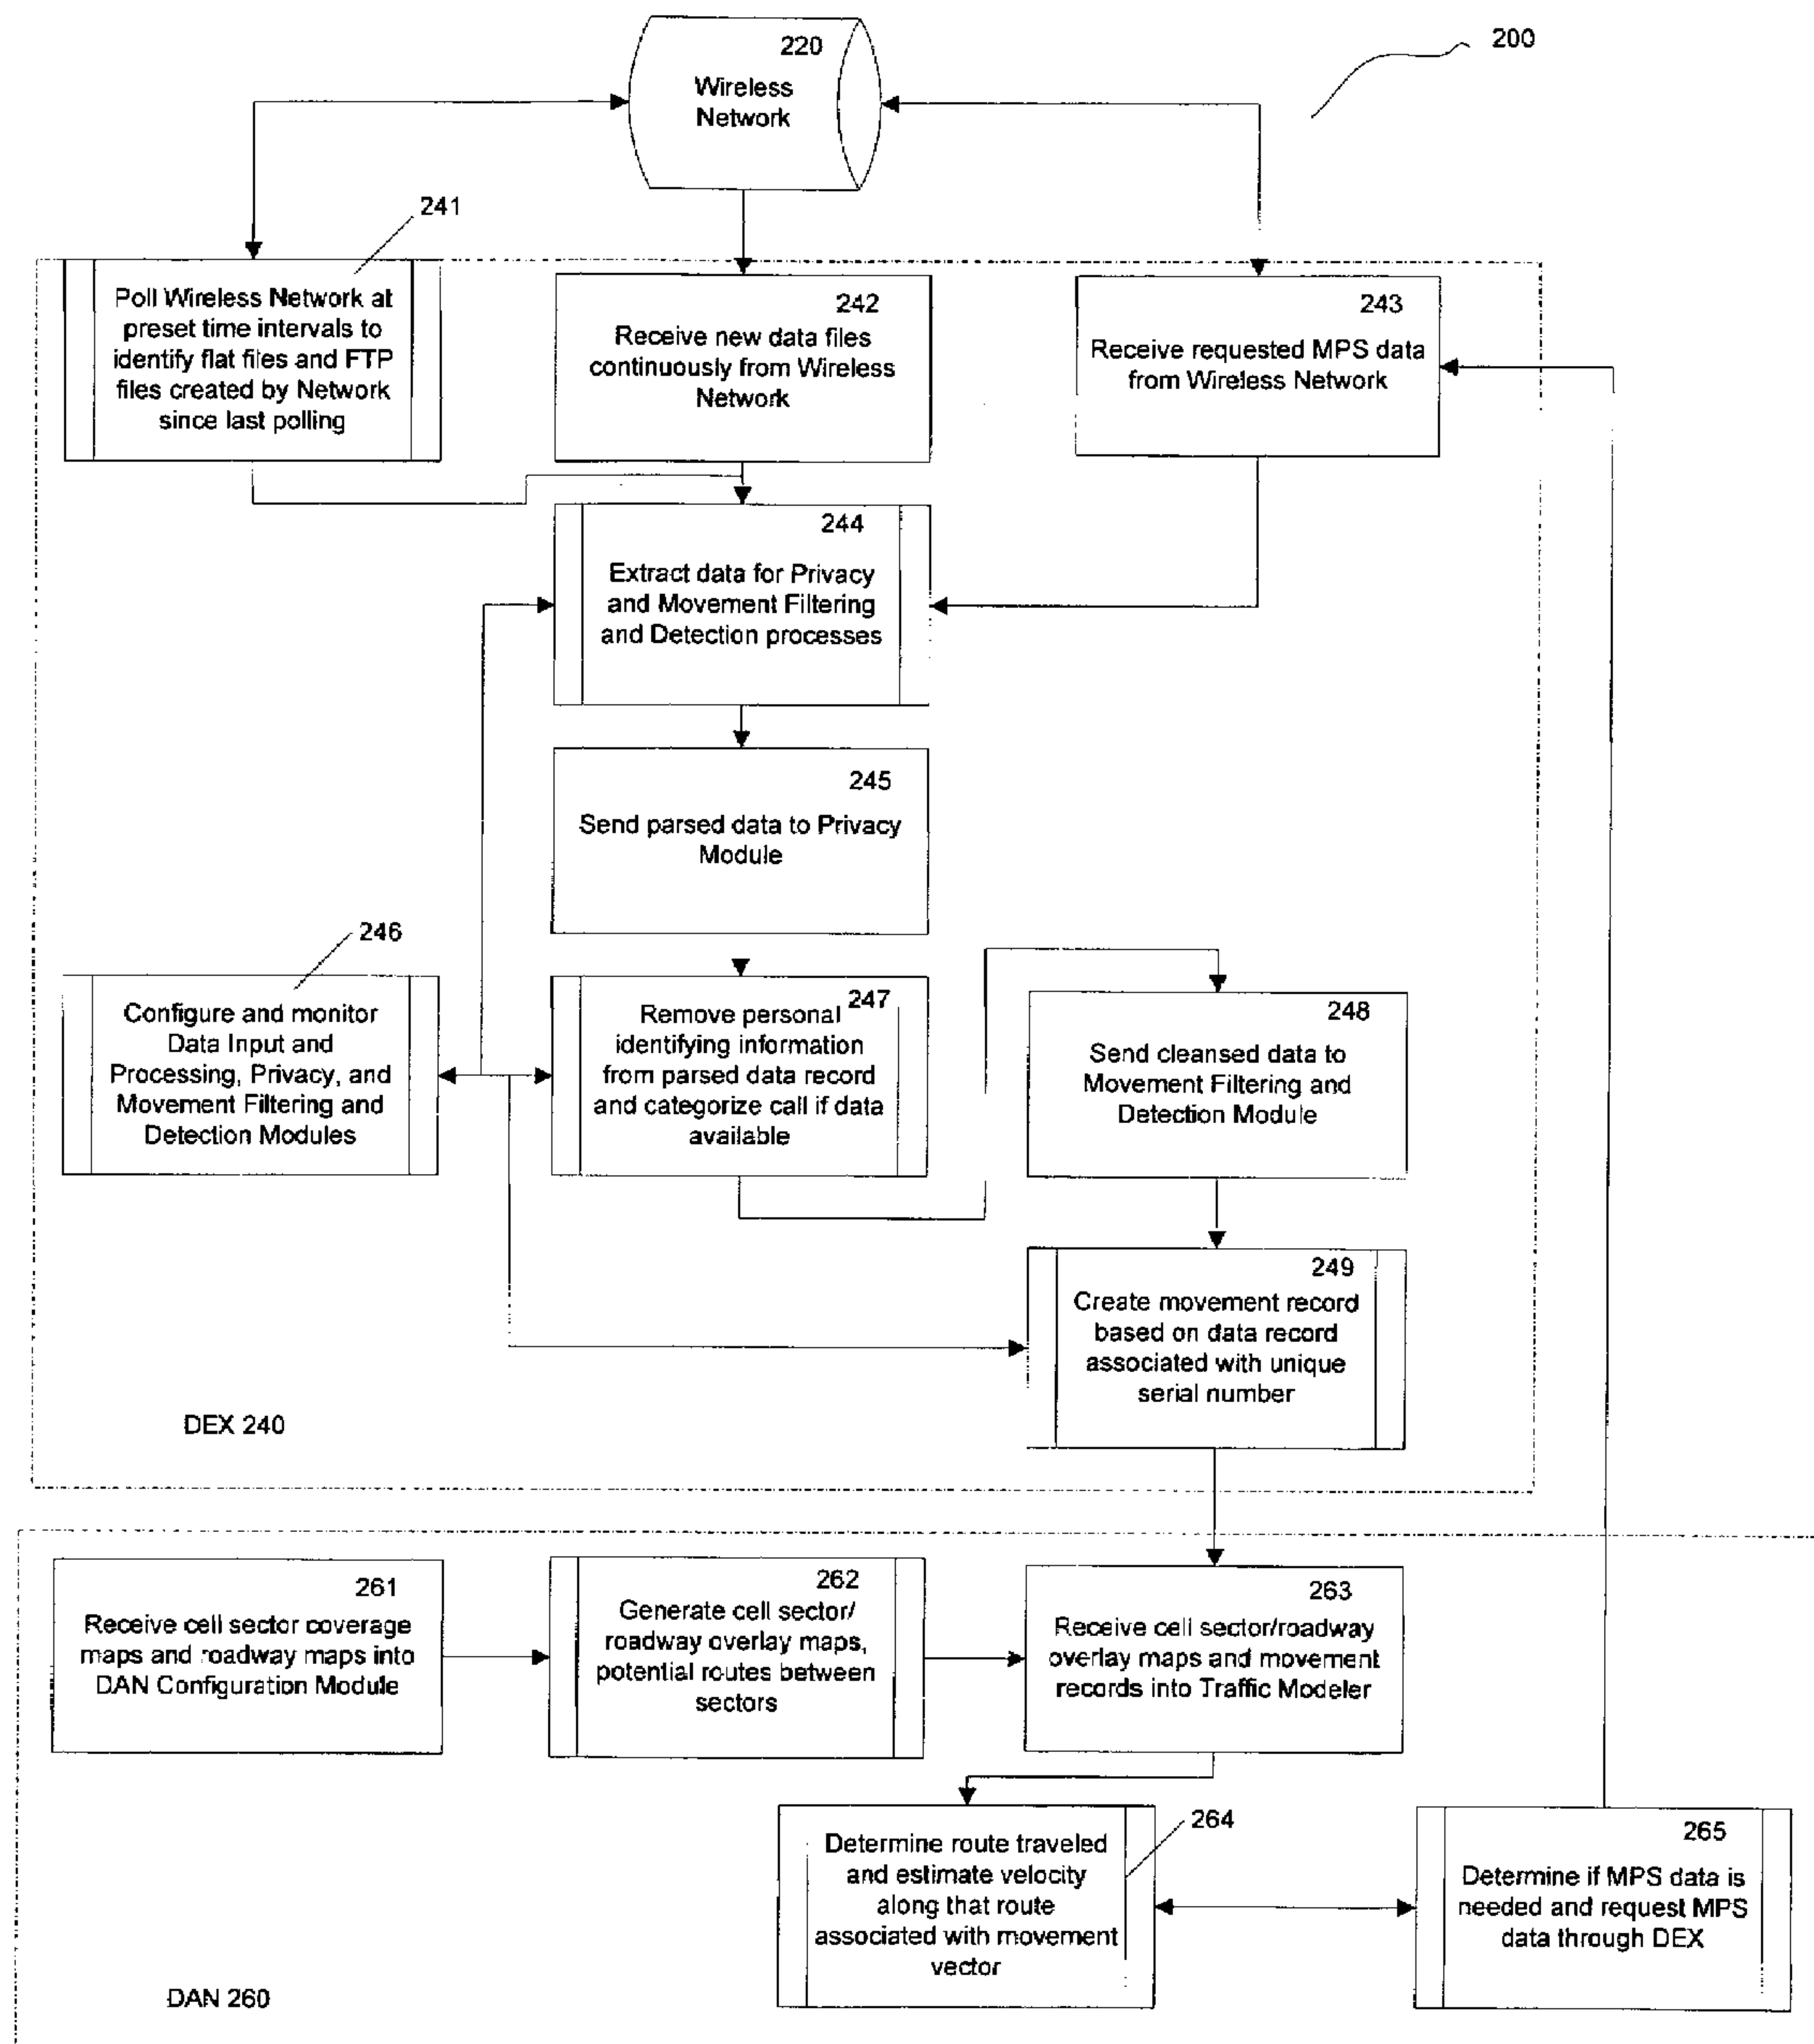 200
220
Wireless
Network
241
Poll Wireless Network at
preset time intervals to
identify flat files and FTP
files created by Network
since last polling
242
Receive new data files
continuously from Wireless
Network
243
Receive requested MPS data
from Wireless Network
244
Extract data for Privacy
and Movement Filtering
and Detection processes
245
Send parsed data to Privacy
Module
246
Configure and monitor
Data Input and
Processing, Privacy, and
Movement Filtering and
Detection Modules
247
Remove personal
identifying information
from parsed data record
and categorize call if data
available
248
Send cleansed data to
Movement Filtering and
Detection Module
249
Create movement record
based on data record
associated with unique
serial number
DEX 240
261
Receive cell sector coverage
maps and roadway maps into
DAN Configuration Module
262
Generate cell sector/
roadway overlay maps,
potential routes between
sectors
263
Receive cell sector/roadway
overlay maps and movement
records into Traffic Modeler
264
Determine route traveled
and estimate velocity
along that route
associated with movement
vector
265
Determine if MPS data is
needed and request MPS
data through DEX
DAN 260